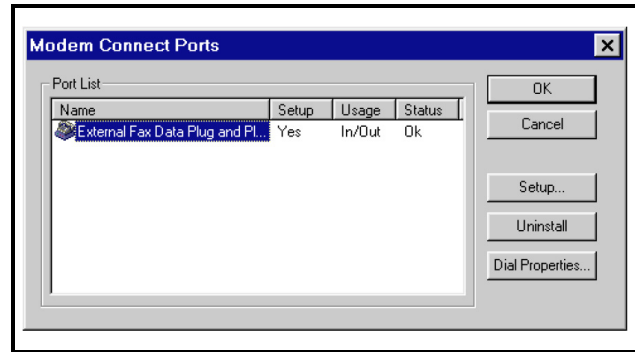 Modem Connect Ports
Port List
Name Setup Usage Status
External Fax Data Plug and Pl... Yes In/Out Ok
OK
Cancel
Setup...
Uninstall
Dial Properties...